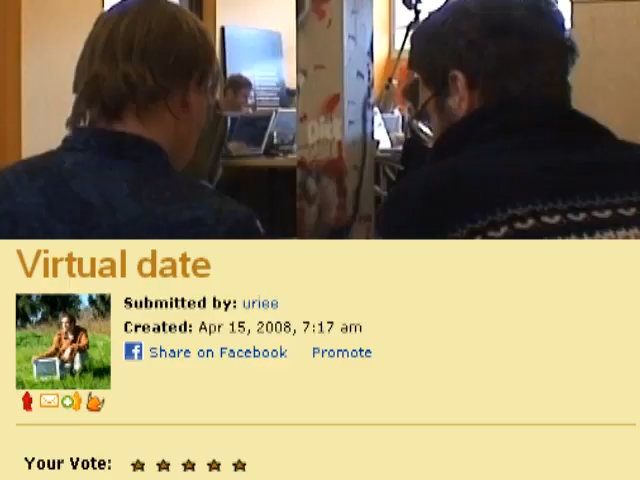 Virtual date
Submitted by: uriee
Created: Apr 15, 2008, 7:17 am
Share on Facebook Promote
Your Vote: